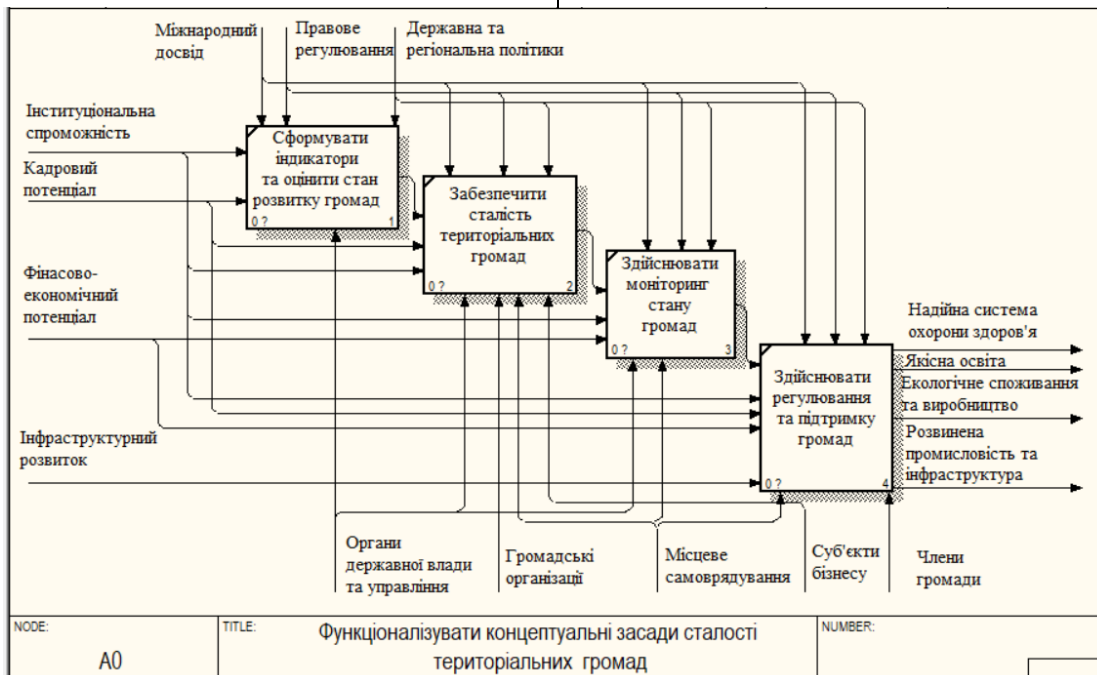 Міжнародний
досвід
Правове
регулювання
Державна та
регіональна політики
Інституціональна
спроможність
Кадровий
потенціал
Фінасово-
економічний
потенціал
Інфраструктурний
розвиток
Сформувати
індикатори
та оцінити стан
розвитку громад
0 ?
1
Забезпечити
сталість
територіальних
громад
0 ?
2
Здійснювати
моніторинг
стану
громад
0 ?
3
Здійснювати
регулювання
та підтримку
громад
0 ?
4
Надійна система
охорони здоров'я
Якісна освіта
Екологічне споживання
та виробництво
Розвинена
промисловість та
інфраструктура
Органи
державної влади
та управління
Громадські
організації
Місцеве
самоврядування
Суб'єкти
бізнесу
Члени
громади
NODE:
A0
TITLE:
Функціоналізувати концептуальні засади сталості
територіальних громад
NUMBER: